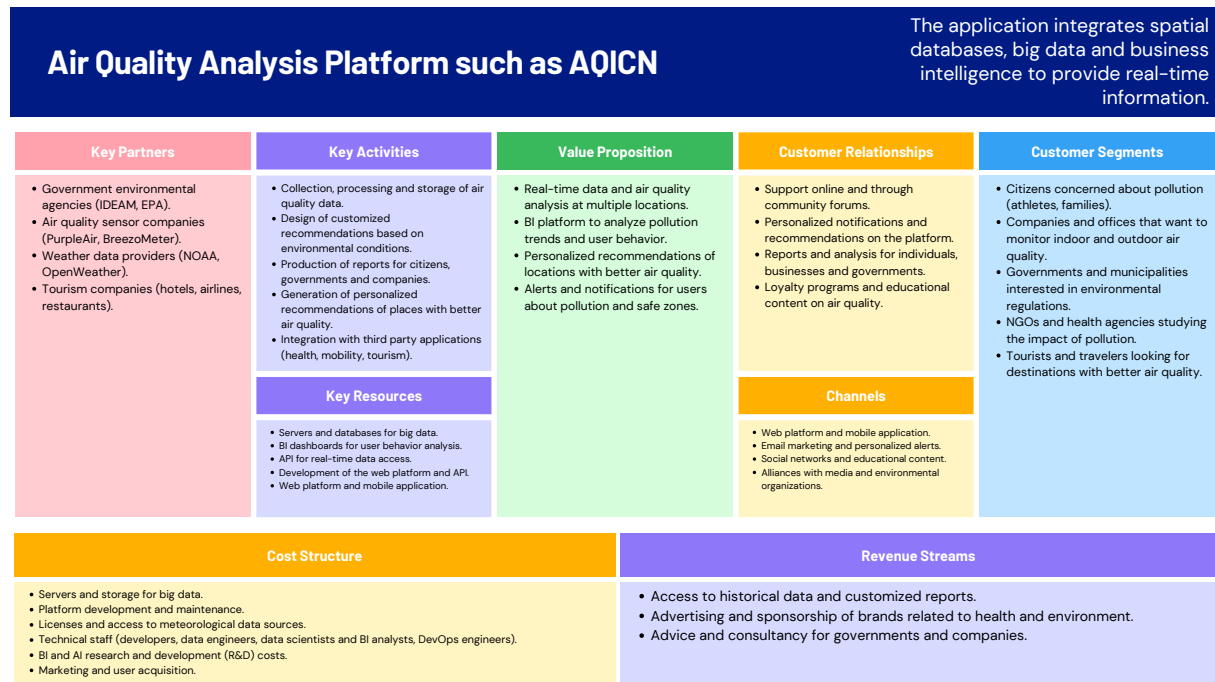 Air Quality Analysis Platform such as AQICN
The application integrates spatial
databases, big data and business
intelligence to provide real-time
information.
Key Partners
• Government environmental
agencies (IDEAM, EPA).
• Air quality sensor companies
(PurpleAir, BreezoMeter).
• Weather data providers (NOAA,
OpenWeather).
• Tourism companies (hotels, airlines,
restaurants).
Key Activities
• Collection, processing and storage of air
quality data.
• Design of customized
recommendations based on
environmental conditions.
• Production of reports for citizens,
governments and companies.
• Generation of personalized
recommendations of places with better
air quality.
• Integration with third party applications
(health, mobility, tourism).
Key Resources
• Servers and databases for big data.
• BI dashboards for user behavior analysis.
• API for real-time data access.
• Development of the web platform and API.
• Web platform and mobile application.
Value Proposition
• Real-time data and air quality
analysis at multiple locations.
• BI platform to analyze pollution
trends and user behavior.
• Personalized recommendations of
locations with better air quality.
• Alerts and notifications for users
about pollution and safe zones.
Customer Relationships
• Support online and through
community forums.
• Personalized notifications and
recommendations on the platform.
• Reports and analysis for individuals,
businesses and governments.
• Loyalty programs and educational
content on air quality.
Channels
• Web platform and mobile application.
• Email marketing and personalized alerts.
• Social networks and educational content.
• Alliances with media and environmental
organizations.
Customer Segments
• Citizens concerned about pollution
(athletes, families).
• Companies and offices that want to
monitor indoor and outdoor air
quality.
• Governments and municipalities
interested in environmental
regulations.
• NGOs and health agencies studying
the impact of pollution.
• Tourists and travelers looking for
destinations with better air quality.
Cost Structure
• Servers and storage for big data.
• Platform development and maintenance.
• Licenses and access to meteorological data sources.
• Technical staff (developers, data engineers, data scientists and BI analysts, DevOps engineers).
• BI and AI research and development (R&D) costs.
• Marketing and user acquisition.
Revenue Streams
• Access to historical data and customized reports.
• Advertising and sponsorship of brands related to health and environment.
• Advice and consultancy for governments and companies.